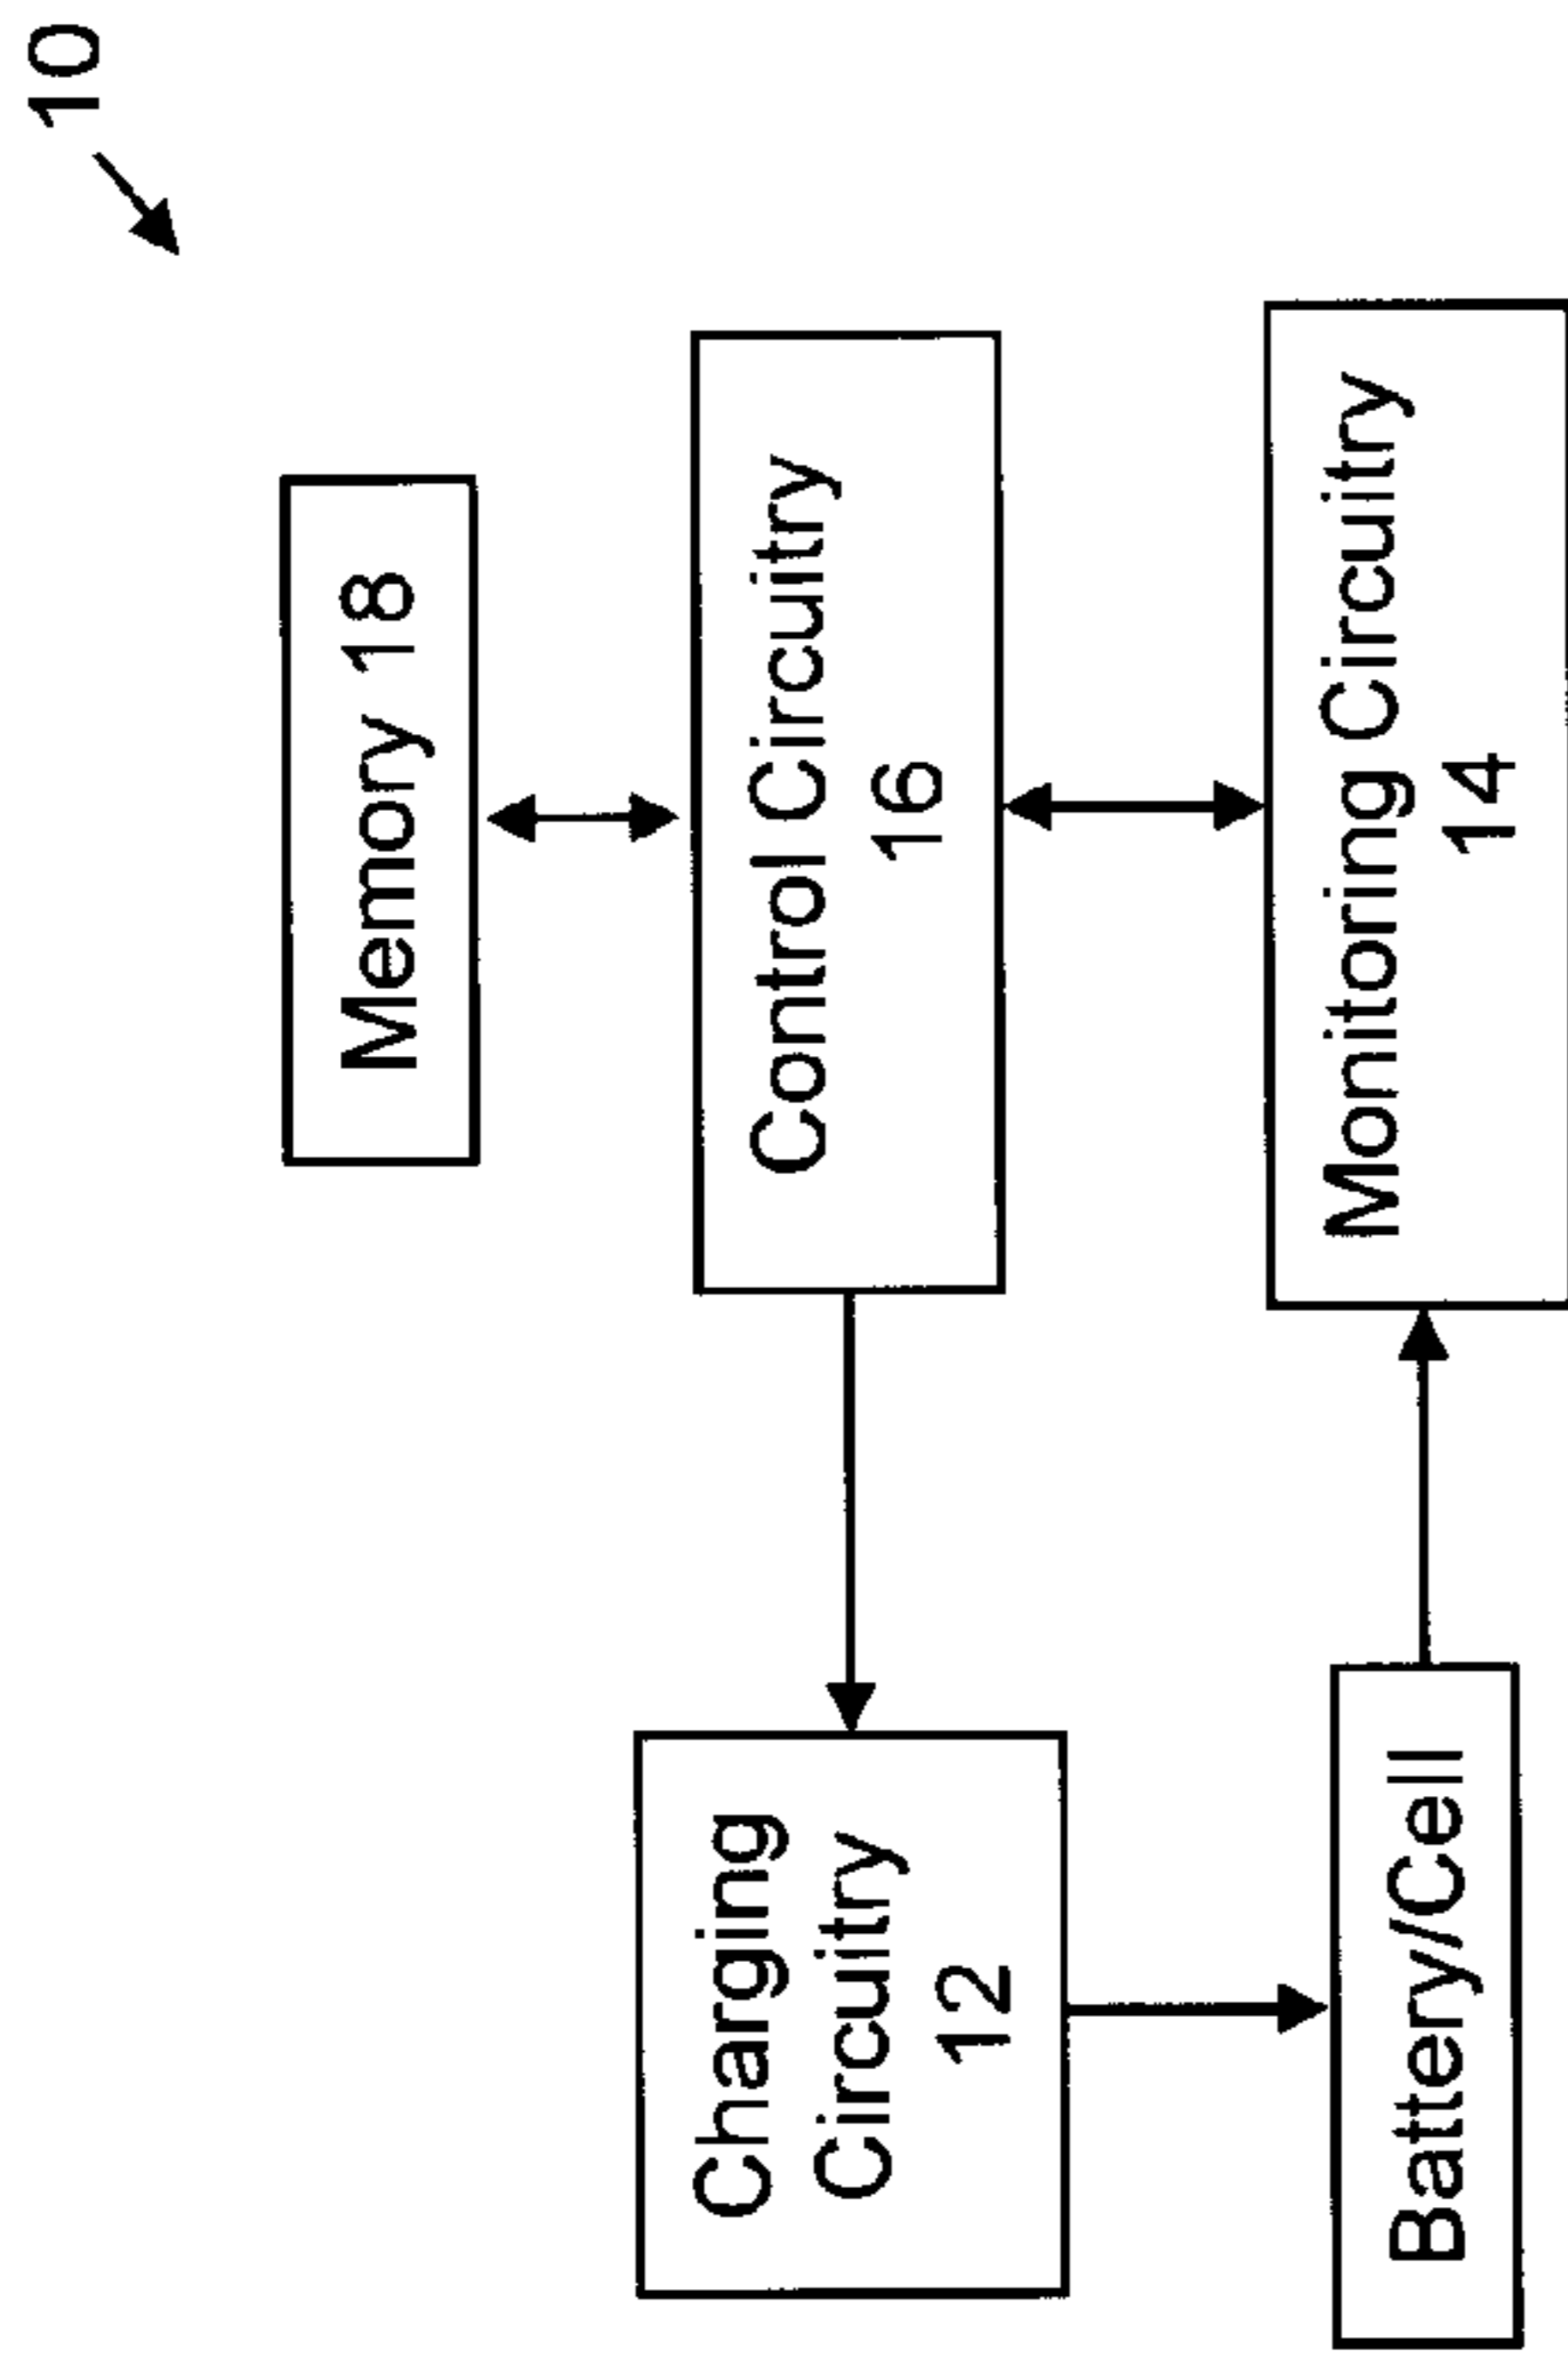 10
Memory 18
Control Circuitry
16
Charging
Circuitry
12
Monitoring Circuitry
14
Battery/Cell